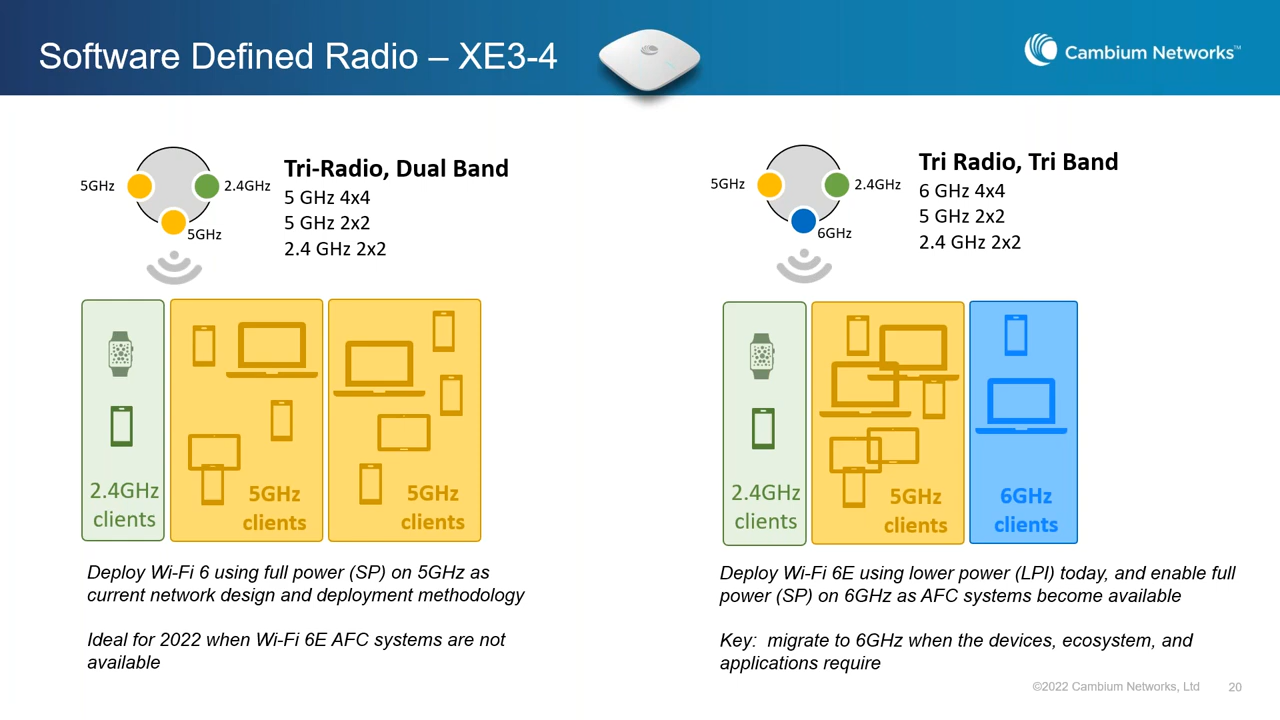 Software Defined Radio – XE3-4
Cambium Networks™
5GHz
2.4GHz
5GHz
Tri-Radio, Dual Band
5 GHz 4x4
5 GHz 2x2
2.4 GHz 2x2
2.4GHz
clients
5GHz
clients
5GHz
clients
Deploy Wi-Fi 6 using full power (SP) on 5GHz as
current network design and deployment methodology
Ideal for 2022 when Wi-Fi 6E AFC systems are not
available
5GHz
2.4GHz
6GHz
Tri Radio, Tri Band
6 GHz 4x4
5 GHz 2x2
2.4 GHz 2x2
2.4GHz
clients
5GHz
clients
6GHz
clients
Deploy Wi-Fi 6E using lower power (LPI) today, and enable full
power (SP) on 6GHz as AFC systems become available
Key:  migrate to 6GHz when the devices, ecosystem, and
applications require
©2022 Cambium Networks, Ltd
20